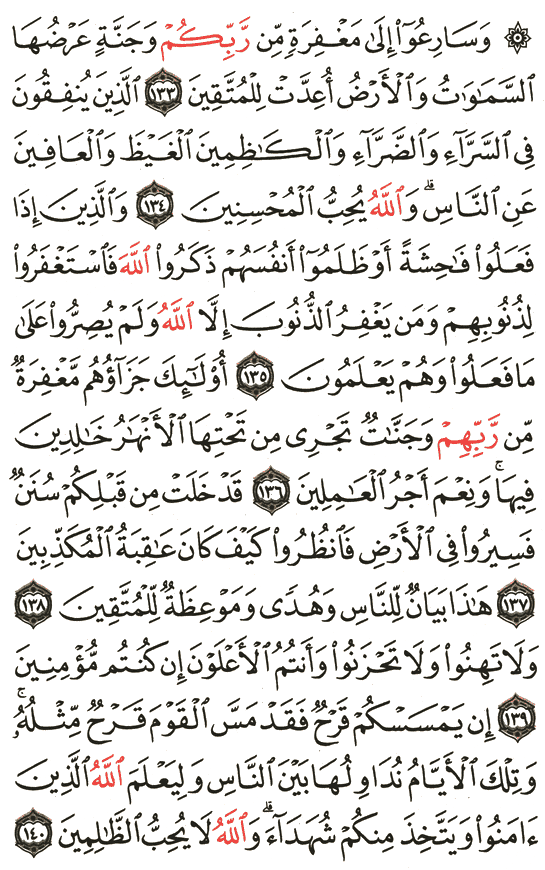 ۞ وَسَارِعُوٓا۟ إِلَىٰ مَغْفِرَةٍ مِّن رَّبِّكُمْ وَجَنَّةٍ عَرْضُهَا
ٱلسَّمَـٰوَٰتُ وَٱلْأَرْضُ أُعِدَّتْ لِلْمُتَّقِينَ ١٣٣ ٱلَّذِينَ يُنفِقُونَ
فِى ٱلسَّرَّآءِ وَٱلضَّرَّآءِ وَٱلْكَـٰظِمِينَ ٱلْغَيْظَ وَٱلْعَافِينَ
عَنِ ٱلنَّاسِ ۗ وَٱللَّهُ يُحِبُّ ٱلْمُحْسِنِينَ ١٣٤ وَٱلَّذِينَ إِذَا
فَعَلُوا۟ فَـٰحِشَةً أَوْ ظَلَمُوٓا۟ أَنفُسَهُمْ ذَكَرُوا۟ ٱللَّهَ فَٱسْتَغْفَرُوا۟
لِذُنُوبِهِمْ وَمَن يَغْفِرُ ٱلذُّنُوبَ إِلَّا ٱللَّهُ وَلَمْ يُصِرُّوا۟ عَلَىٰ
مَا فَعَلُوا۟ وَهُمْ يَعْلَمُونَ ١٣٥ أُو۟لَـٰٓئِكَ جَزَآؤُهُم مَّغْفِرَةٌ
مِّن رَّبِّهِمْ وَجَنَّـٰتٌ تَجْرِى مِن تَحْتِهَا ٱلْأَنْهَـٰرُ خَـٰلِدِينَ
فِيهَا ۚ وَنِعْمَ أَجْرُ ٱلْعَـٰمِلِينَ ١٣٦ قَدْ خَلَتْ مِن قَبْلِكُمْ سُنَنٌ
فَسِيرُوا۟ فِى ٱلْأَرْضِ فَٱنظُرُوا۟ كَيْفَ كَانَ عَـٰقِبَةُ ٱلْمُكَذِّبِينَ
١٣٧ هَـٰذَا بَيَانٌ لِّلنَّاسِ وَهُدًى وَمَوْعِظَةٌ لِّلْمُتَّقِينَ ١٣٨
وَلَا تَهِنُوا۟ وَلَا تَحْزَنُوا۟ وَأَنتُمُ ٱلْأَعْلَوْنَ إِن كُنتُم مُّؤْمِنِينَ
١٣٩ إِن يَمْسَسْكُمْ قَرْحٌ فَقَدْ مَسَّ ٱلْقَوْمَ قَرْحٌ مِّثْلُهُۥ ۚ
وَتِلْكَ ٱلْأَيَّامُ نُدَاوِلُهَا بَيْنَ ٱلنَّاسِ وَلِيَعْلَمَ ٱللَّهُ ٱلَّذِينَ
ءَامَنُوا۟ وَيَتَّخِذَ مِنكُمْ شُهَدَآءَ ۗ وَٱللَّهُ لَا يُحِبُّ ٱلظَّـٰلِمِينَ ١٤٠